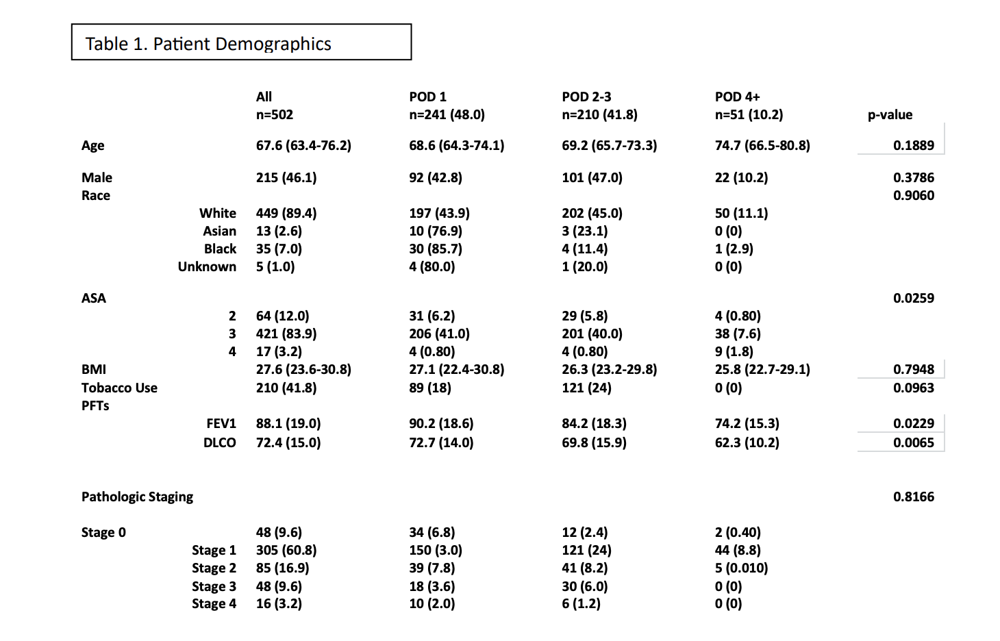 Table 1. Patient Demographics
All POD 1 POD 2-3 POD 4+
n=502 n=241 (48.0) n=210 (41.8) n=51 (10.2) p-value
Age 67.6 (63.4-76.2) 68.6 (64.3-74.1) 69.2 (65.7-73.3) 74.7 (66.5-80.8) 0.1889
Male 215 (46.1) 92 (42.8) 101 (47.0) 22 (10.2) 0.3786
Race 0.9060
White 449 (89.4) 197 (43.9) 202 (45.0) 50 (11.1)
Asian 13 (2.6) 10 (76.9) 3 (23.1) 0 (0)
Black 35 (7.0) 30 (85.7) 4 (11.4) 1 (2.9)
Unknown 5 (1.0) 4 (80.0) 1 (20.0) 0 (0)
ASA 0.0259
2 64 (12.0) 31 (6.2) 29 (5.8) 4 (0.80)
3 421 (83.9) 206 (41.0) 201 (40.0) 38 (7.6)
4 17 (3.2) 4 (0.80) 4 (0.80) 9 (1.8)
BMI 27.6 (23.6-30.8) 27.1 (22.4-30.8) 26.3 (23.2-29.8) 25.8 (22.7-29.1) 0.7948
Tobacco Use 210 (41.8) 89 (18) 121 (24) 0 (0) 0.0963
PFTs
FEV1 88.1 (19.0) 90.2 (18.6) 84.2 (18.3) 74.2 (15.3) 0.0229
DLCO 72.4 (15.0) 72.7 (14.0) 69.8 (15.9) 62.3 (10.2) 0.0065
Pathologic Staging 0.8166
Stage 0 48 (9.6) 34 (6.8) 12 (2.4) 2 (0.40)
Stage 1 305 (60.8) 150 (3.0) 121 (24) 44 (8.8)
Stage 2 85 (16.9) 39 (7.8) 41 (8.2) 5 (0.010)
Stage 3 48 (9.6) 18 (3.6) 30 (6.0) 0 (0)
Stage 4 16 (3.2) 10 (2.0) 6 (1.2) 0 (0)